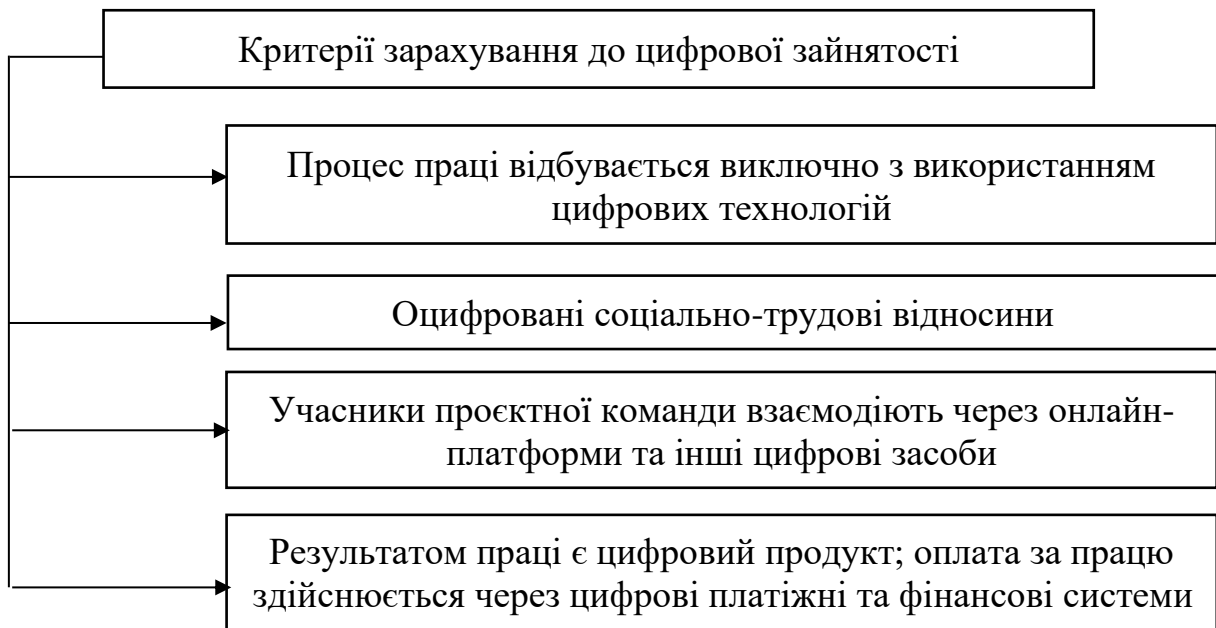 Критерії зарахування до цифрової зайнятості
Процес праці відбувається виключно з використанням
цифрових технологій
Оцифровані соціально-трудові відносини
Учасники проєктної команди взаємодіють через онлайн-
платформи та інші цифрові засоби
Результатом праці є цифровий продукт; оплата за працю
здійснюється через цифрові платіжні та фінансові системи